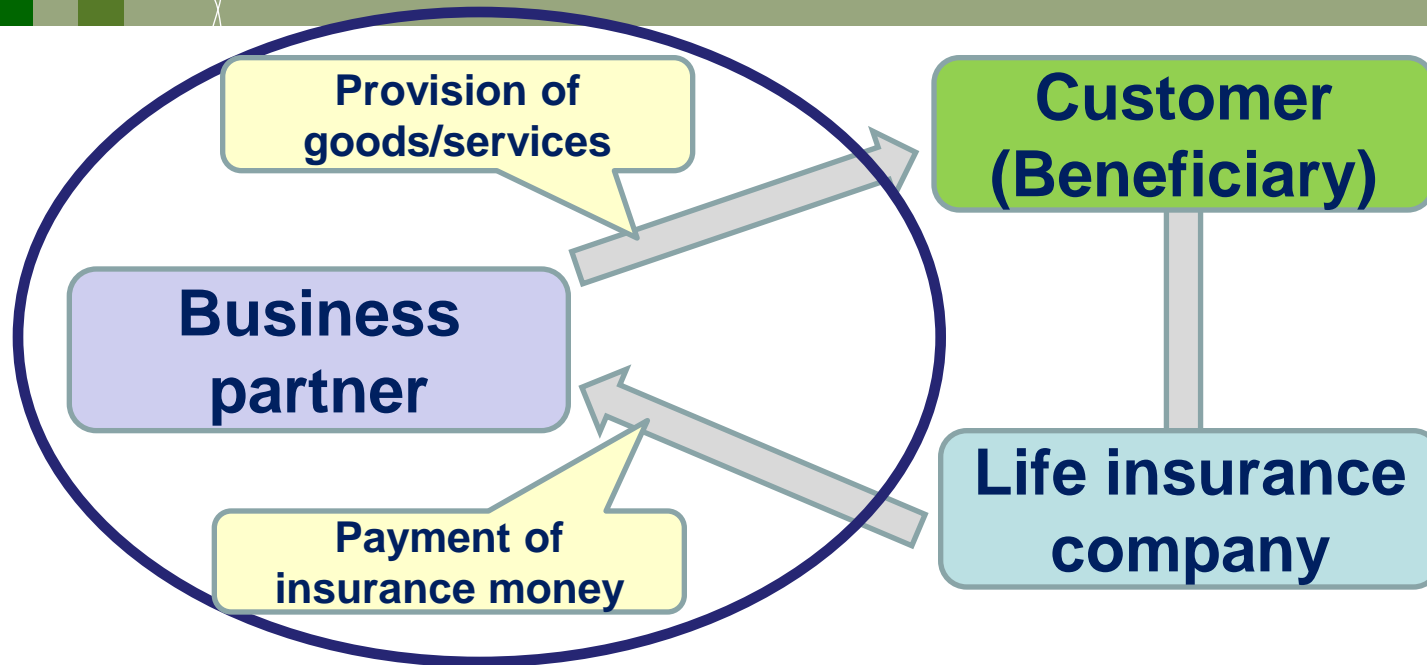 Provision of
goods/services
Customer
(Beneficiary)
Business
partner
Life insurance
company
Payment of
insurance money